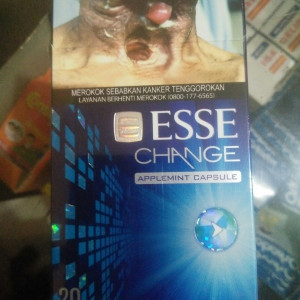 MEROKOK SEBABKAN KANKER TENGGOROKAN
LAYANAN BERHENTI MEROKOK (0800-177-6565)
ESSE
CHANGE
APPLEMINT CAPSULE
20